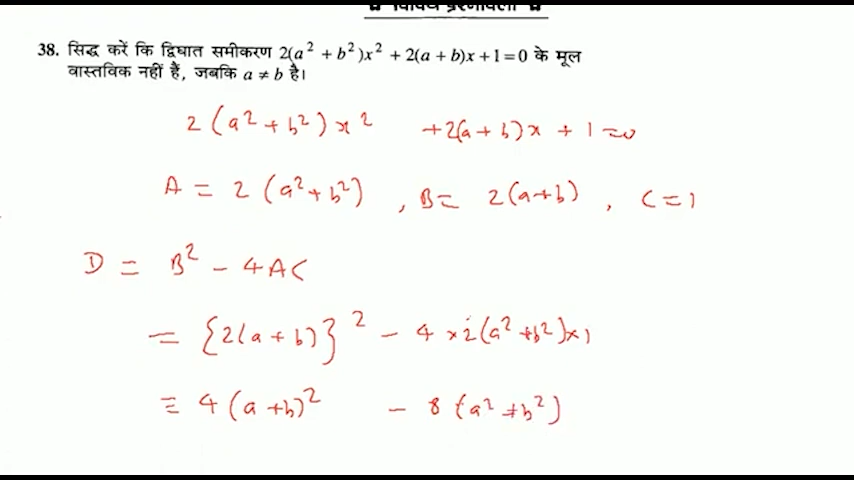 38. सिद्ध करें कि द्विघात समीकरण 2(a² + b²)x² + 2(a + b)x + 1 = 0 के मूल
वास्तविक नहीं हैं, जबकि a ≠ b है।
2(a² + b²)x² + 2(a + b)x + 1 = 0
A = 2(a² + b²), B = 2(a + b), C = 1
D = B² - 4AC
= {2(a + b)}² - 4 × 2(a² + b²) × 1
= 4(a + b)² - 8(a² + b²)